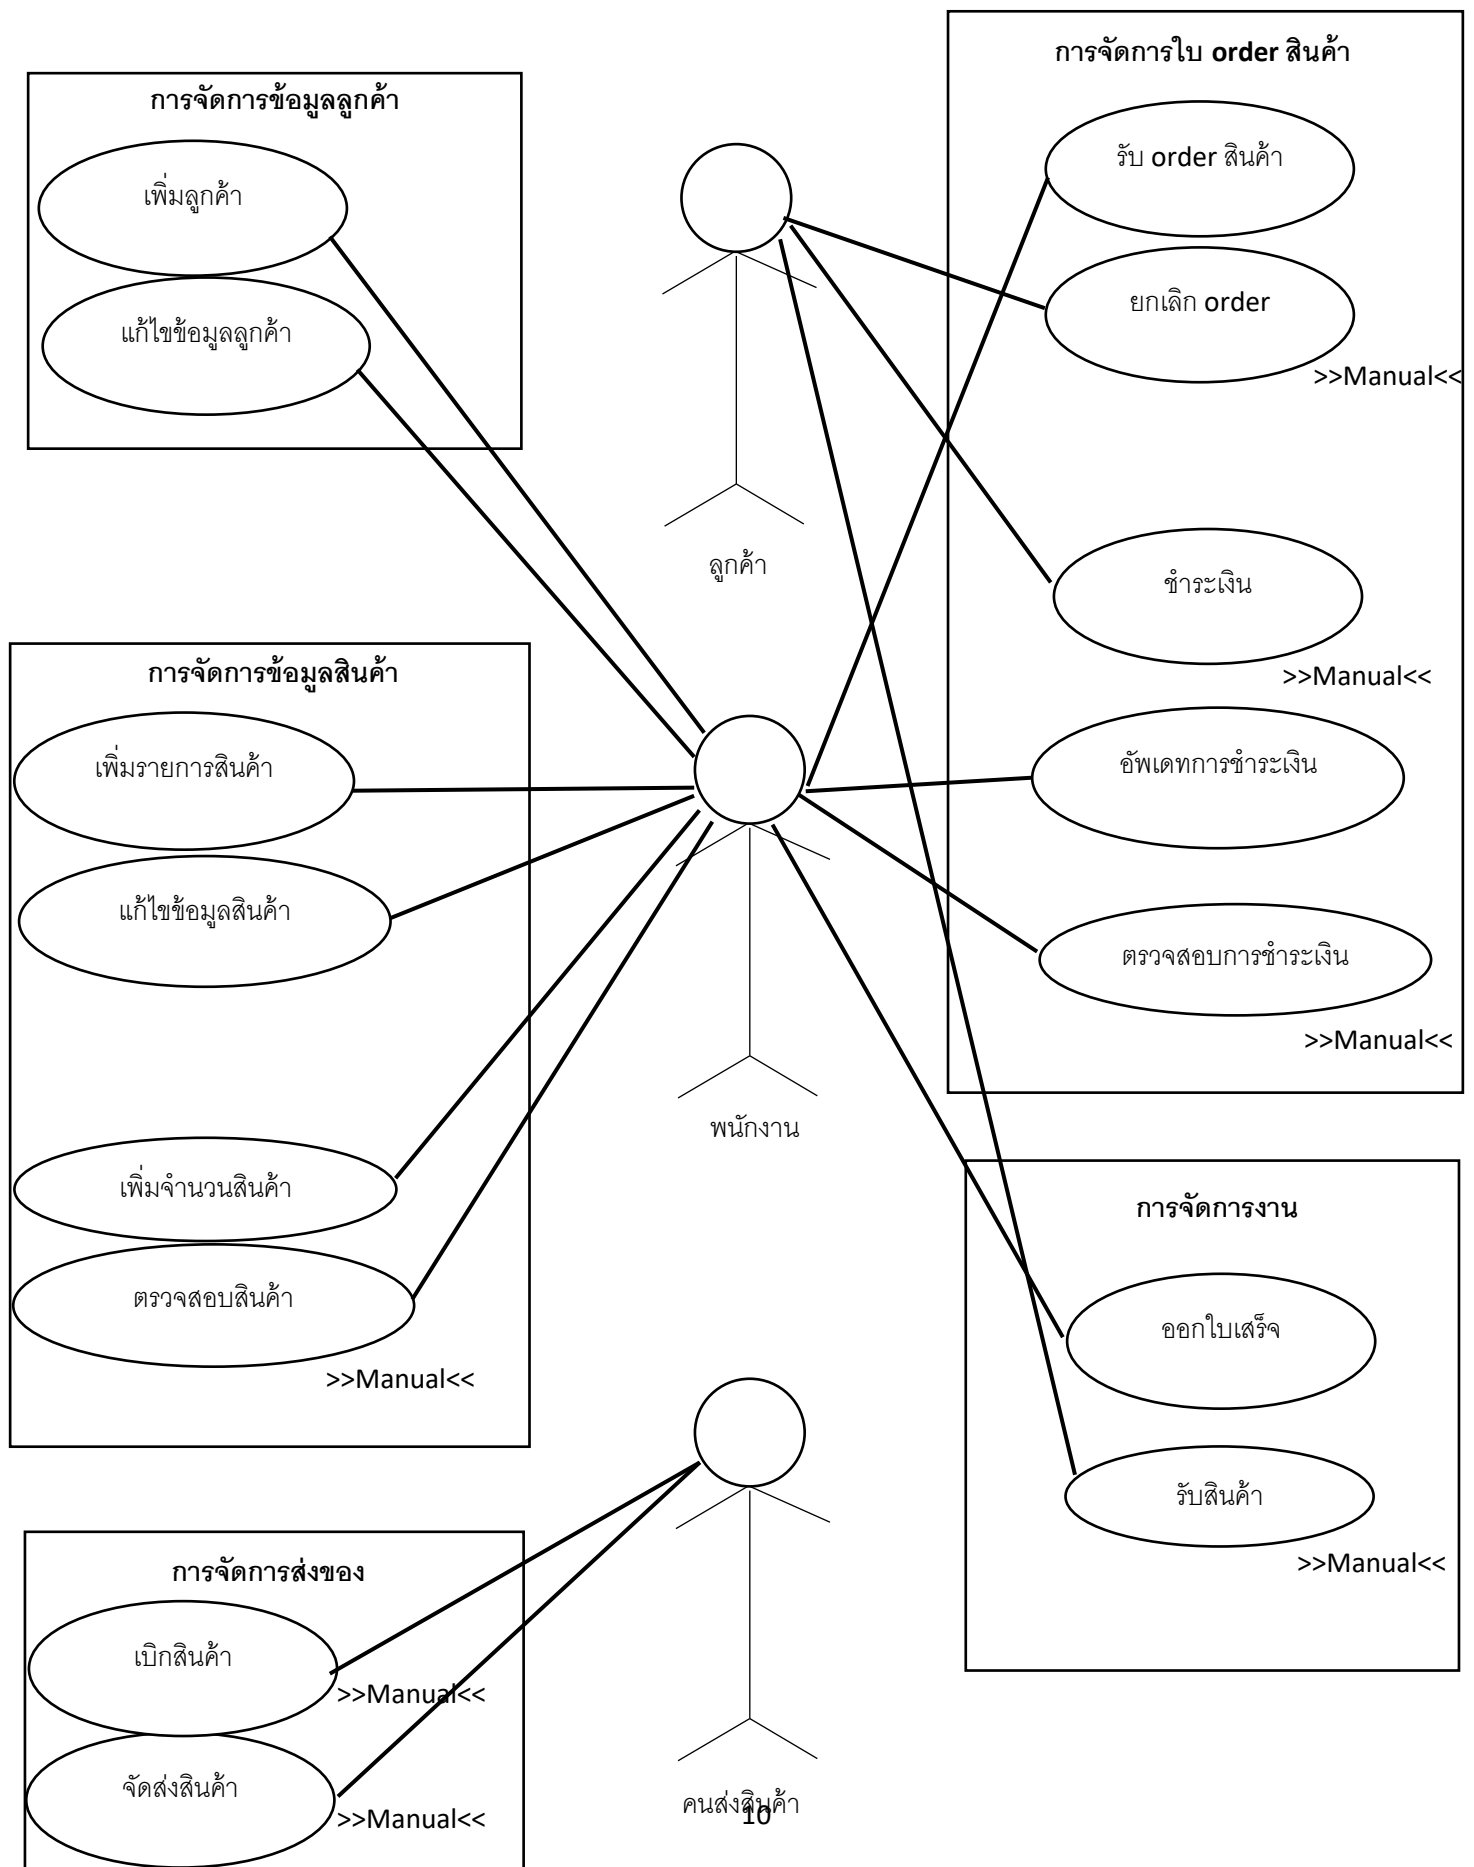 การจัดการใบ order สินค้า
การจัดการข้อมูลลูกค้า
รับ order สินค้า
เพิ่มลูกค้า
ยกเลิก order
แก้ไขข้อมูลลูกค้า
>>Manual<<
ลูกค้า
ชำระเงิน
>>Manual<<
การจัดการข้อมูลสินค้า
เพิ่มรายการสินค้า
อัพเดทการชำระเงิน
แก้ไขข้อมูลสินค้า
ตรวจสอบการชำระเงิน
>>Manual<<
พนักงาน
เพิ่มจำนวนสินค้า
การจัดการงาน
ตรวจสอบสินค้า
ออกใบเสร็จ
>>Manual<<
รับสินค้า
>>Manual<<
การจัดการส่งของ
เบิกสินค้า
>>Manual<<
จัดส่งสินค้า
>>Manual<<
คนส่งสินค้า
10